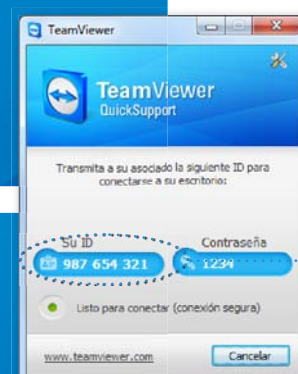 TeamViewer
TeamViewer
QuickSupport
Transmita a su asociado la siguiente ID para
conectarse a su escritorio:
Su ID Contraseña
987 654 321 1234
Listo para conectar (conexión segura)
www.teamviewer.com Cancelar